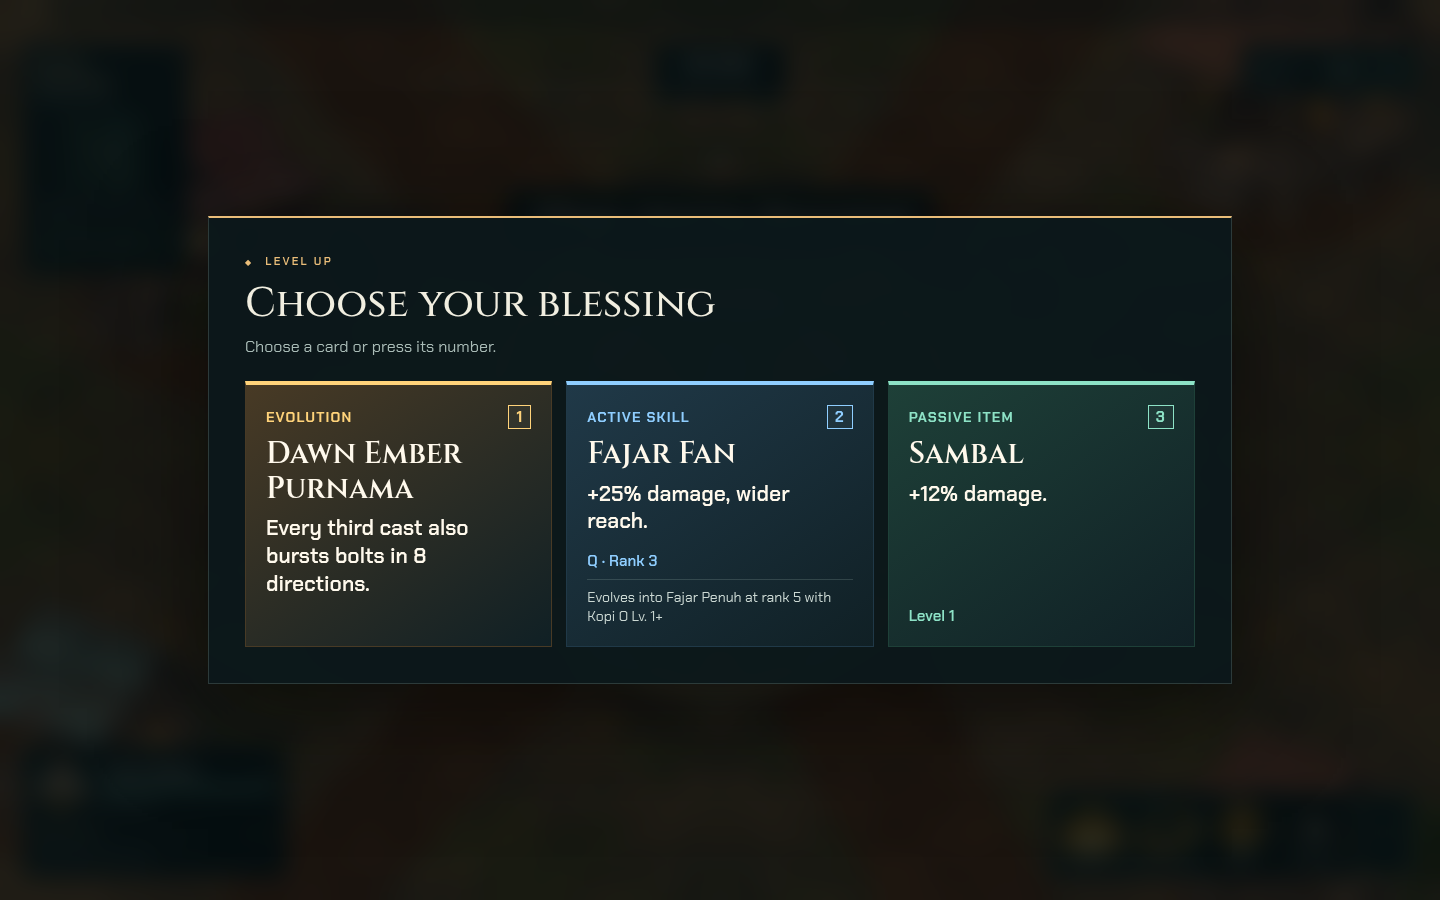 ◆ LEVEL UP
Choose your blessing
Choose a card or press its number.
EVOLUTION 1
Dawn Ember
Purnama
Every third cast also
bursts bolts in 8
directions.
ACTIVE SKILL 2
Fajar Fan
+25% damage, wider
reach.
Q · Rank 3
Evolves into Fajar Penuh at rank 5 with
Kopi O Lv. 1+
PASSIVE ITEM 3
Sambal
+12% damage.
Level 1